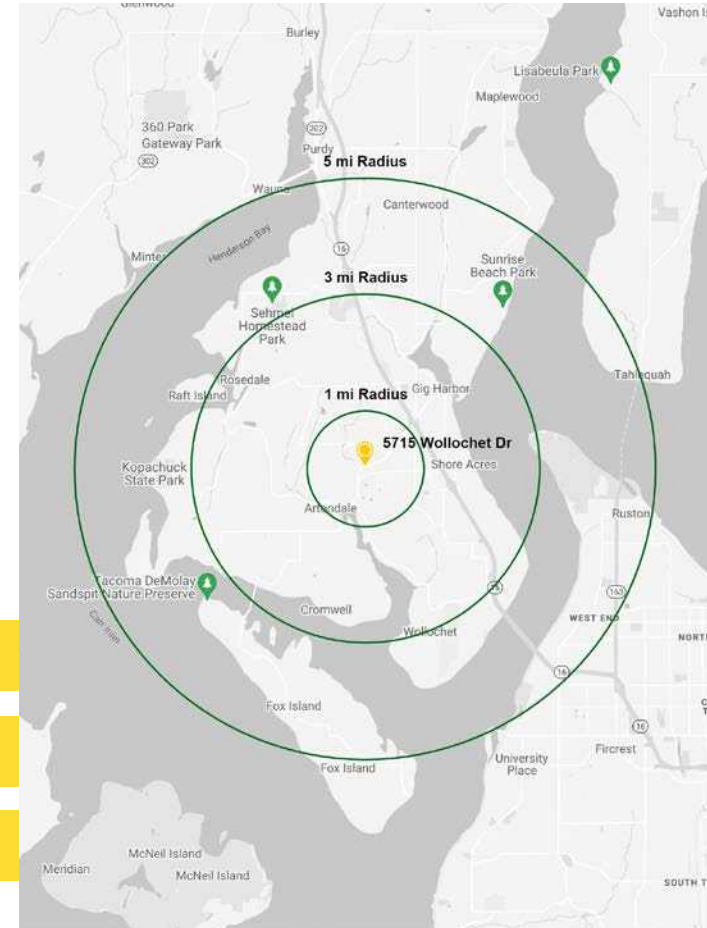 Burley
Vashon Is
Lisabeula Park
Maplewood
360 Park
Gateway Park
302
302
Purdy
5 mi Radius
Wauna
Canterwood
Henderson Bay
16
Minter
Sunrise
Beach Park
3 mi Radius
Sehmel
Homestead
Park
Rosedale
Tahlequah
Raft Island
1 mi Radius
Gig Harbor
5715 Wollochet Dr
Shore Acres
Kopachuck
State Park
Artondale
Ruston
Tacoma DeMolay
Sandspit Nature Preserve
16
163
Cromwell
WEST END
Carr Inlet
Wollochet
NORT
16
Fox Island
16
Fircrest
University
Place
Fox Island
McNeil Island
Meridian
McNeil Island
SOUTH T